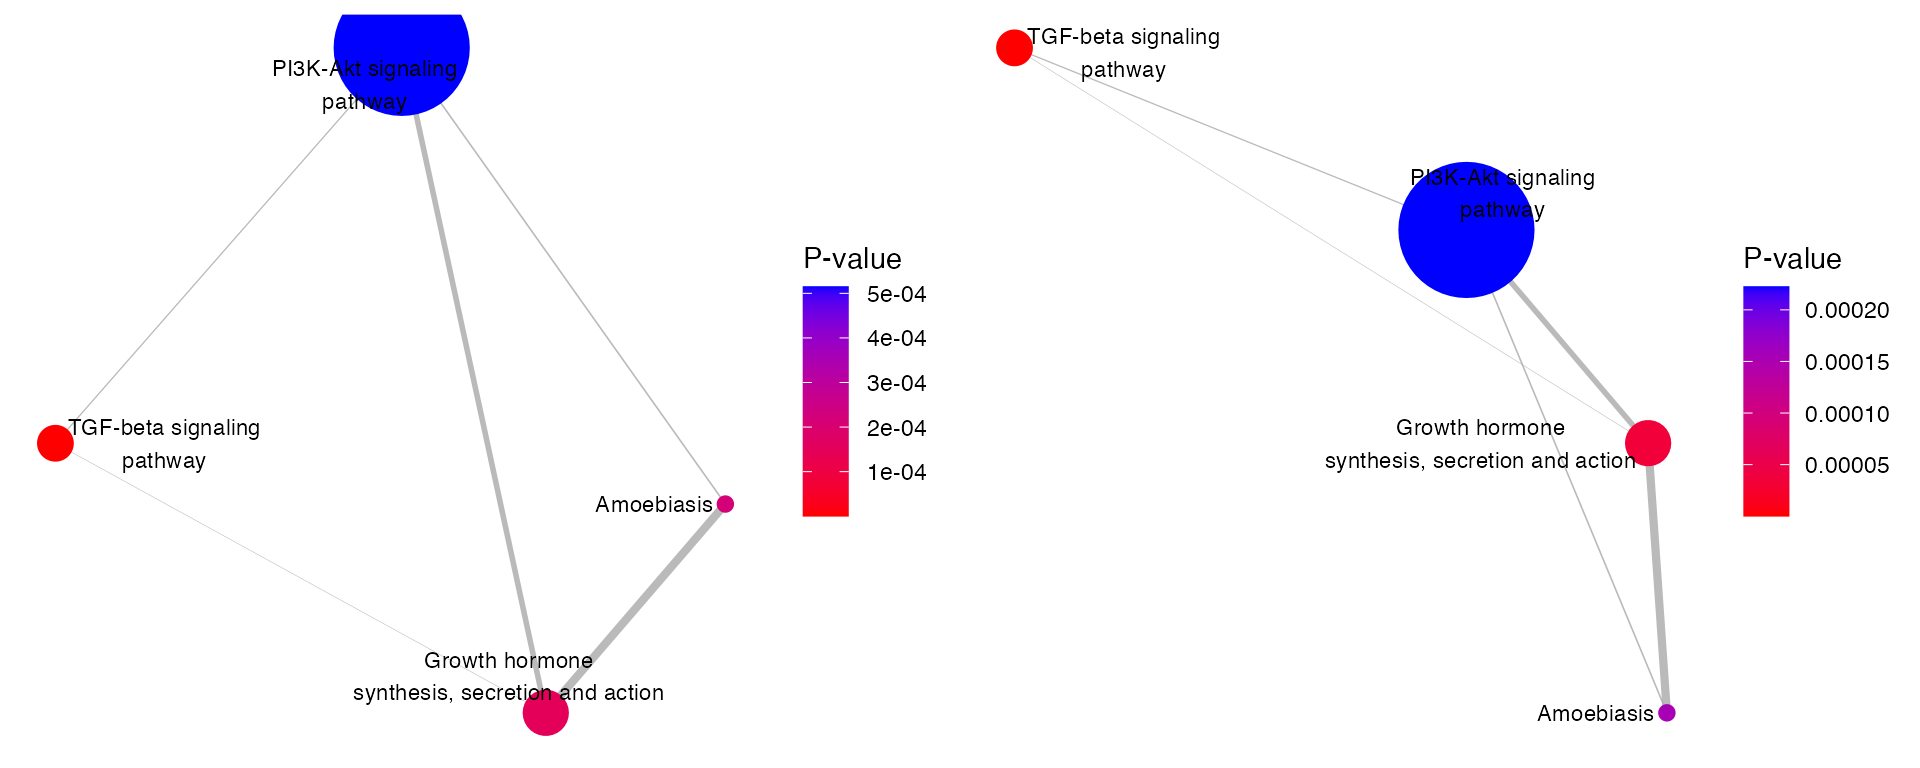 PI3K-Akt signaling
pathway
TGF-beta signaling
pathway
Amoebiasis
Growth hormone
synthesis, secretion and action
P-value
5e-04
4e-04
3e-04
2e-04
1e-04
TGF-beta signaling
pathway
PI3K-Akt signaling
pathway
Growth hormone
synthesis, secretion and action
Amoebiasis
P-value
0.00020
0.00015
0.00010
0.00005